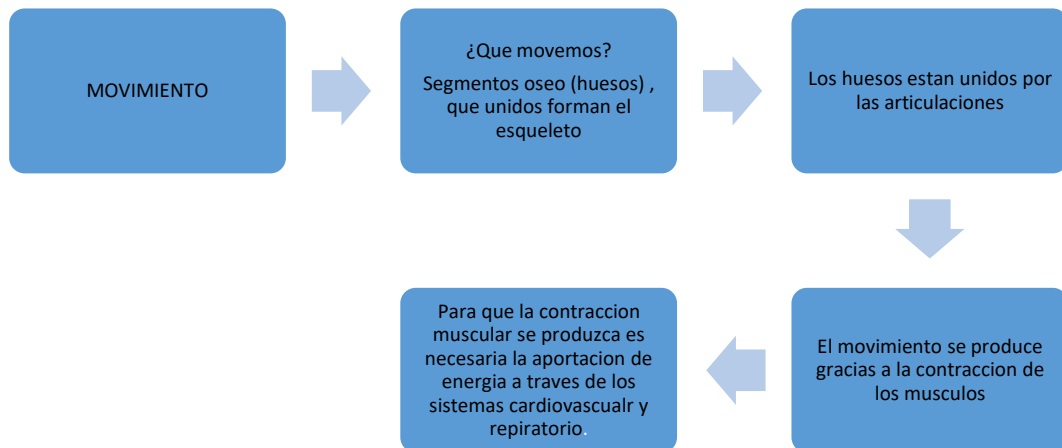 MOVIMIENTO
¿Que movemos?
Segmentos oseo (huesos) ,
que unidos forman el
esqueleto
Los huesos estan unidos por
las articulaciones
El movimiento se produce
gracias a la contraccion de
los musculos
Para que la contraccion
muscular se produzca es
necesaria la aportacion de
energia a traves de los
sistemas cardiovascualr y
repiratorio.